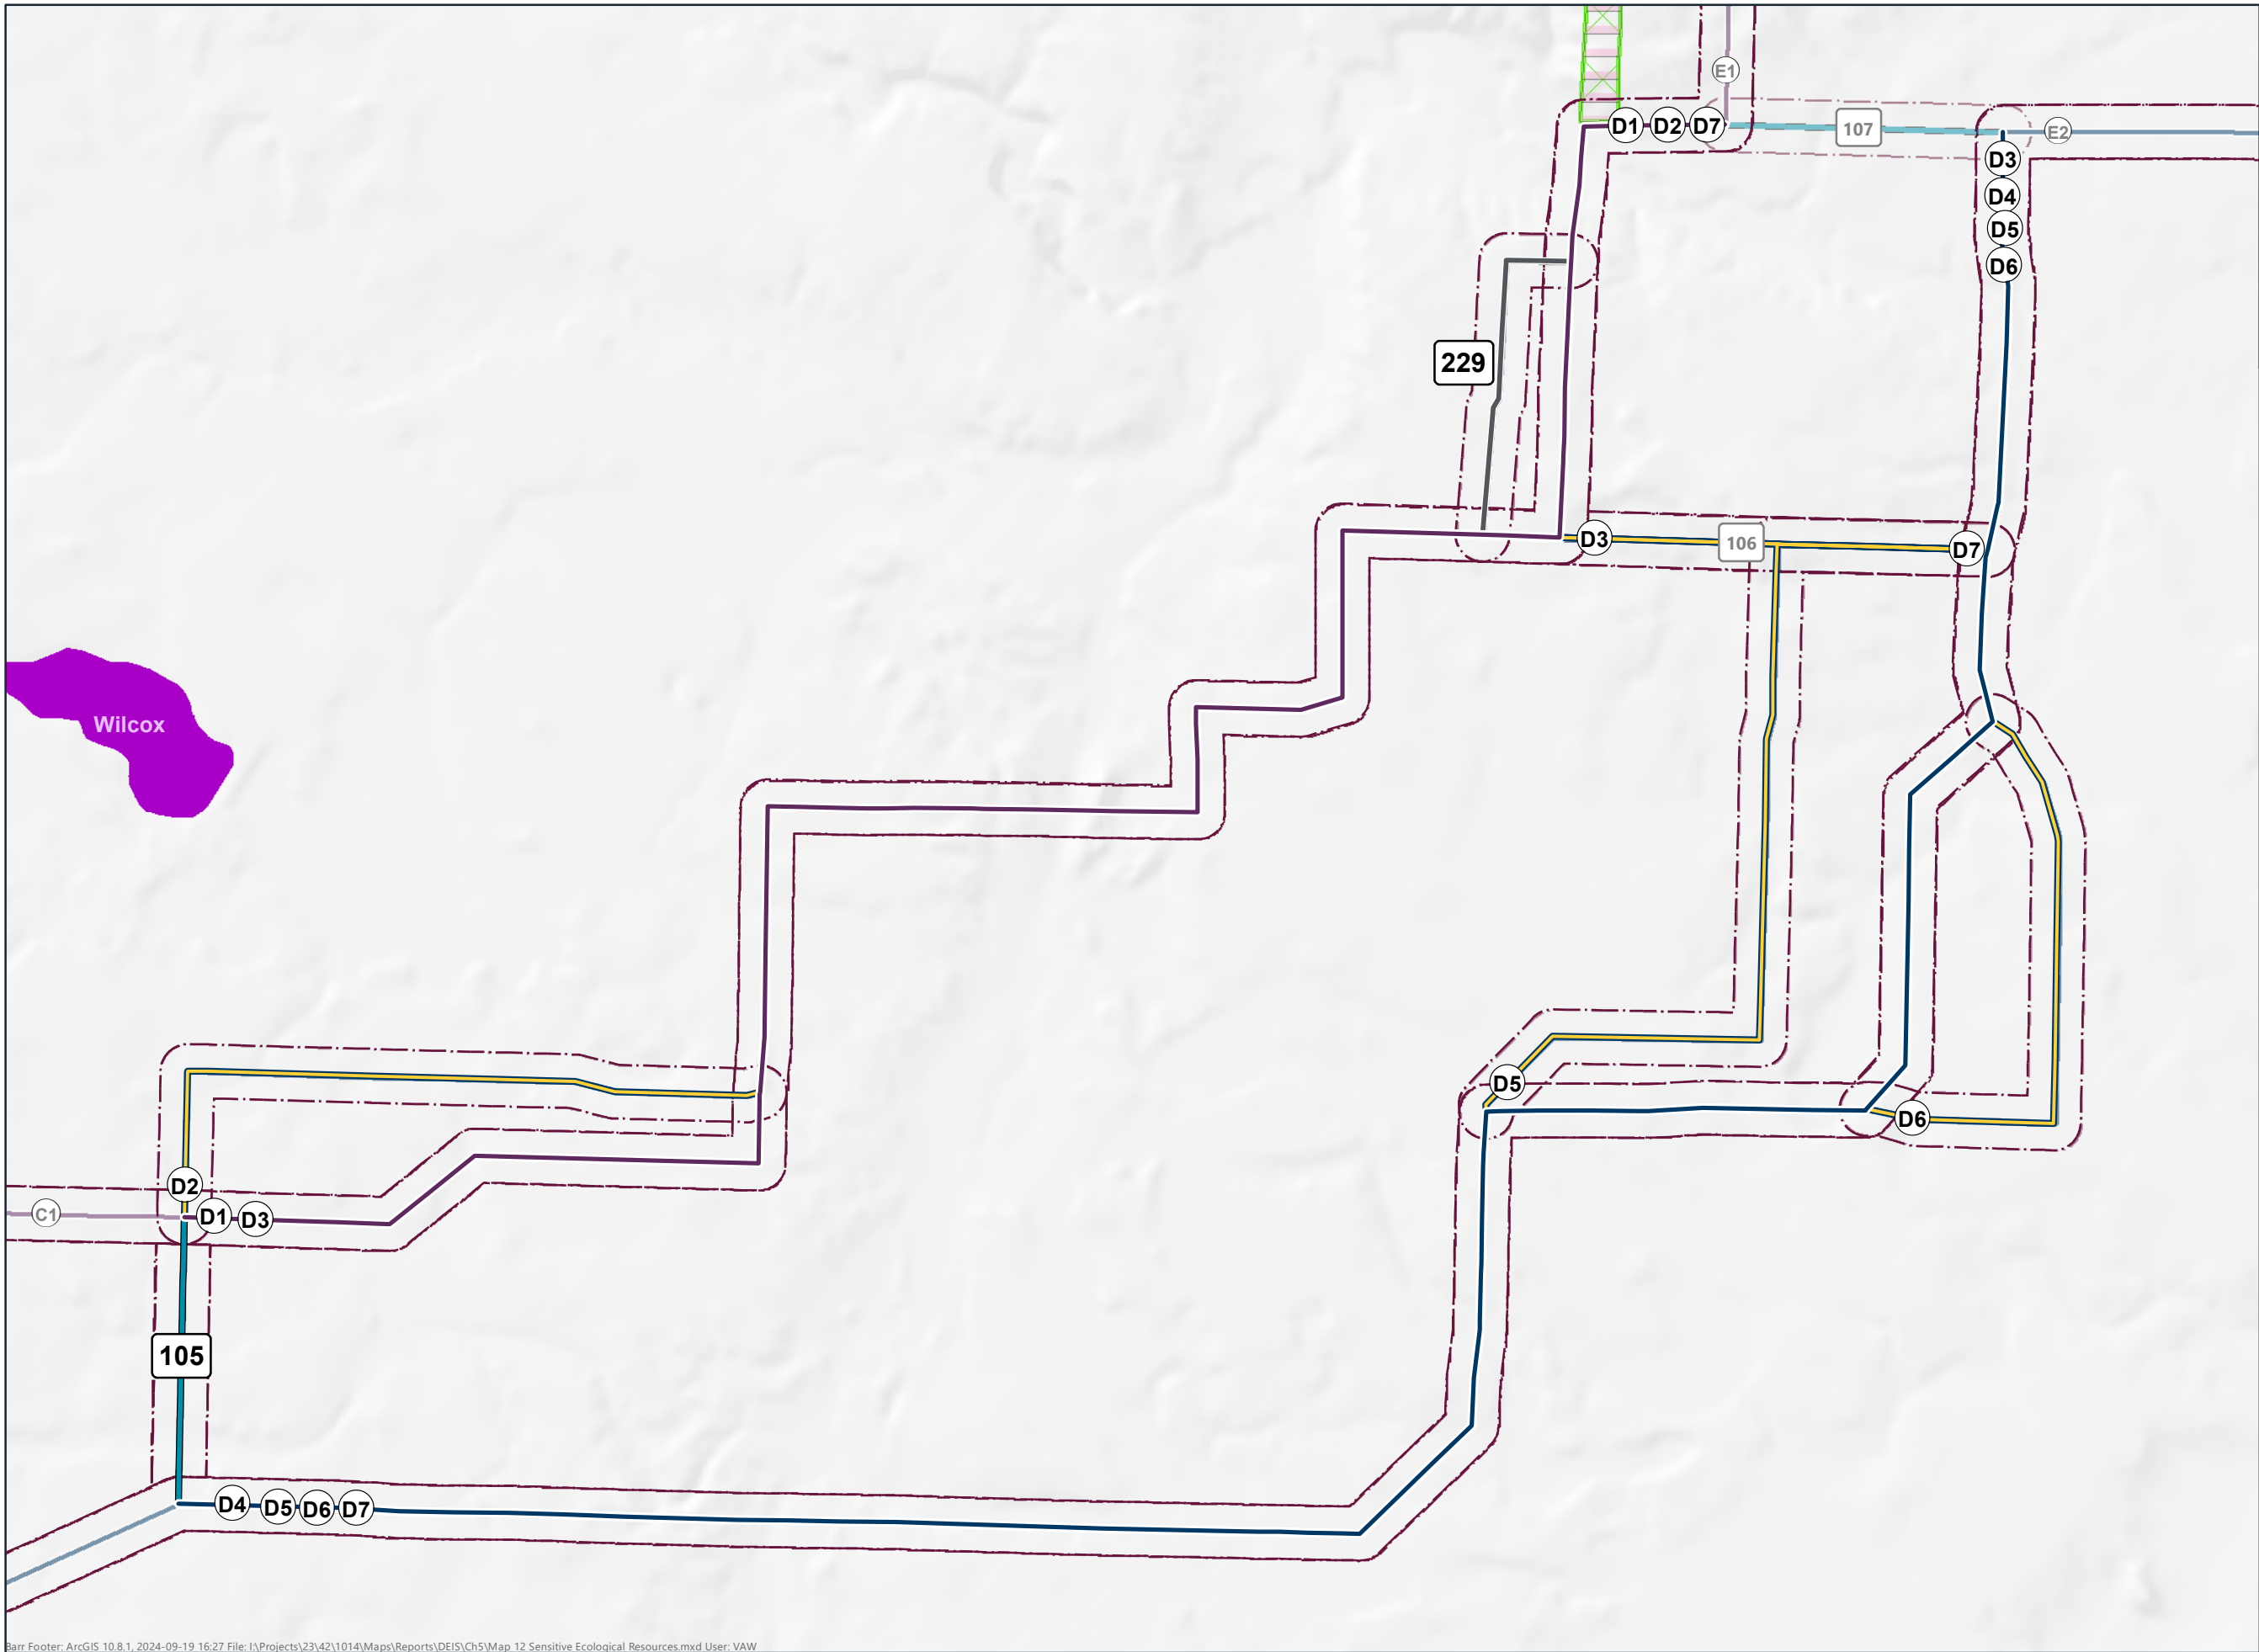 E1
D1 D2 D7 107 E2
D3
D4
D5
D6
229
D3 106 D7
Wilcox
D5
D6
D2
C1 D1 D3
105
D4 D5 D6 D7
Barr Footer: ArcGIS 10.8.1, 2024-09-19 16:27 File: I:\Projects\23\42\1014\Maps\Reports\DEIS\Ch5\Map 12 Sensitive Ecological Resources.mxd User: VAW